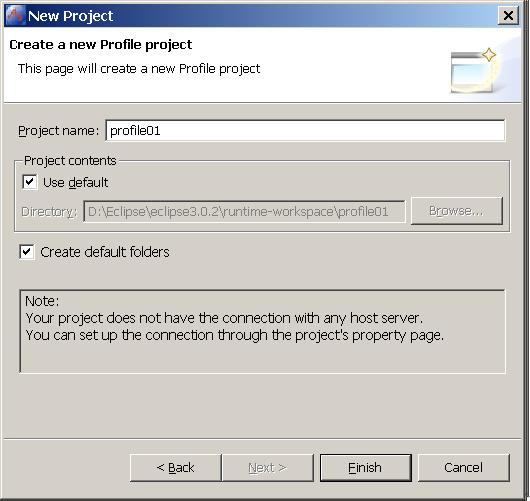 New Project
Create a new Profile project
This page will create a new Profile project
Project name: profile01
Project contents
Use default
Directory: D:\Eclipse\eclipse3.0.2\runtime-workspace\profile01 Browse...
Create default folders
Note:
Your project does not have the connection with any host server.
You can set up the connection through the project's property page.
< Back Next > Finish Cancel